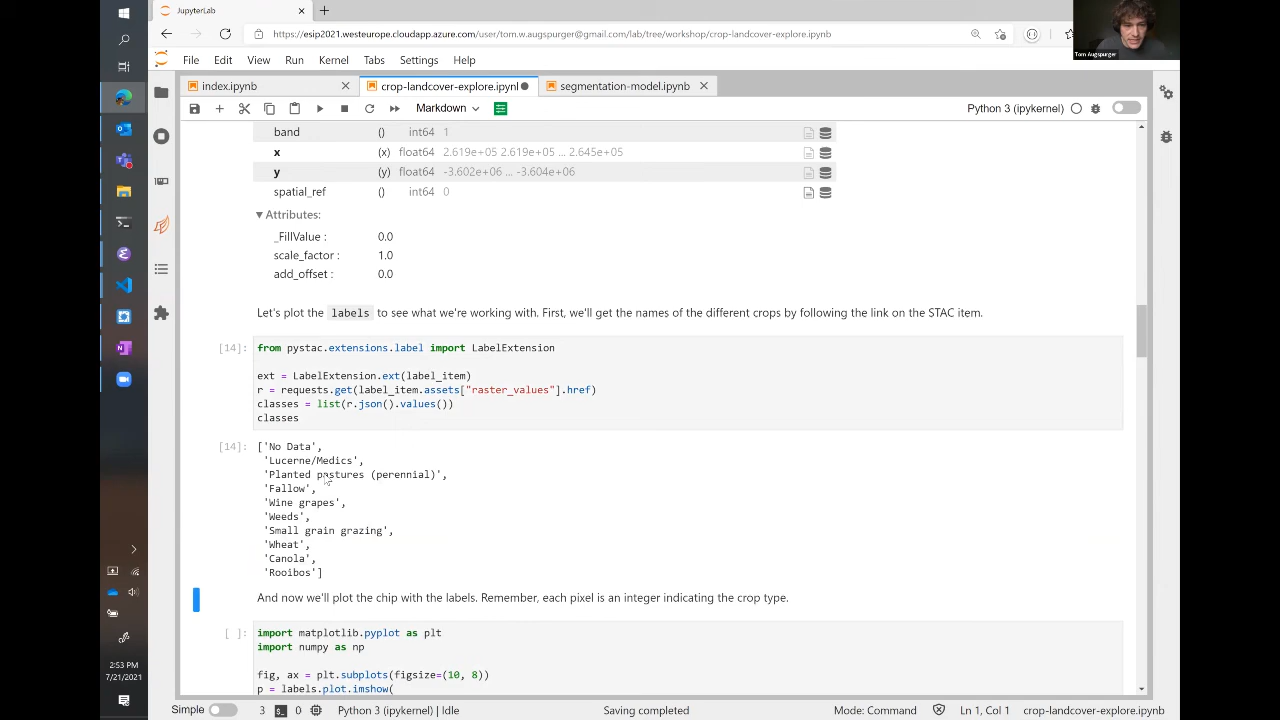 JupyterLab
https://esip2021.westeurope.cloudapp.azure.com/user/tom.w.augspurger@gmail.com/lab/tree/workshop/crop-landcover-explore.ipynb
Tom Augspurger
File Edit View Run Kernel Tabs Settings Help
index.ipynb crop-landcover-explore.ipynl segmentation-model.ipynb
Markdown Python 3 (ipykernel)
band () int64 1
x (x) float64 2.619e+05 2.619e+05 ... 2.645e+05
y (y) float64 -3.602e+06 ... -3.604e+06
spatial_ref () int64 0
Attributes:
_FillValue : 0.0
scale_factor : 1.0
add_offset : 0.0
Let's plot the labels to see what we're working with. First, we'll get the names of the different crops by following the link on the STAC item.
[14]: from pystac.extensions.label import LabelExtension
ext = LabelExtension.ext(label_item)
r = requests.get(label_item.assets["raster_values"].href)
classes = list(r.json().values())
classes
[14]: ['No Data',
'Lucerne/Medics',
'Planted pastures (perennial)',
'Fallow',
'Wine grapes',
'Weeds',
'Small grain grazing',
'Wheat',
'Canola',
'Rooibos']
And now we'll plot the chip with the labels. Remember, each pixel is an integer indicating the crop type.
[ ]: import matplotlib.pyplot as plt
import numpy as np
fig, ax = plt.subplots(figsize=(10, 8))
p = labels.plot.imshow(
2:53 PM
7/21/2021
Simple 3 0 Python 3 (ipykernel) | Idle Saving completed Mode: Command Ln 1, Col 1 crop-landcover-explore.ipynb